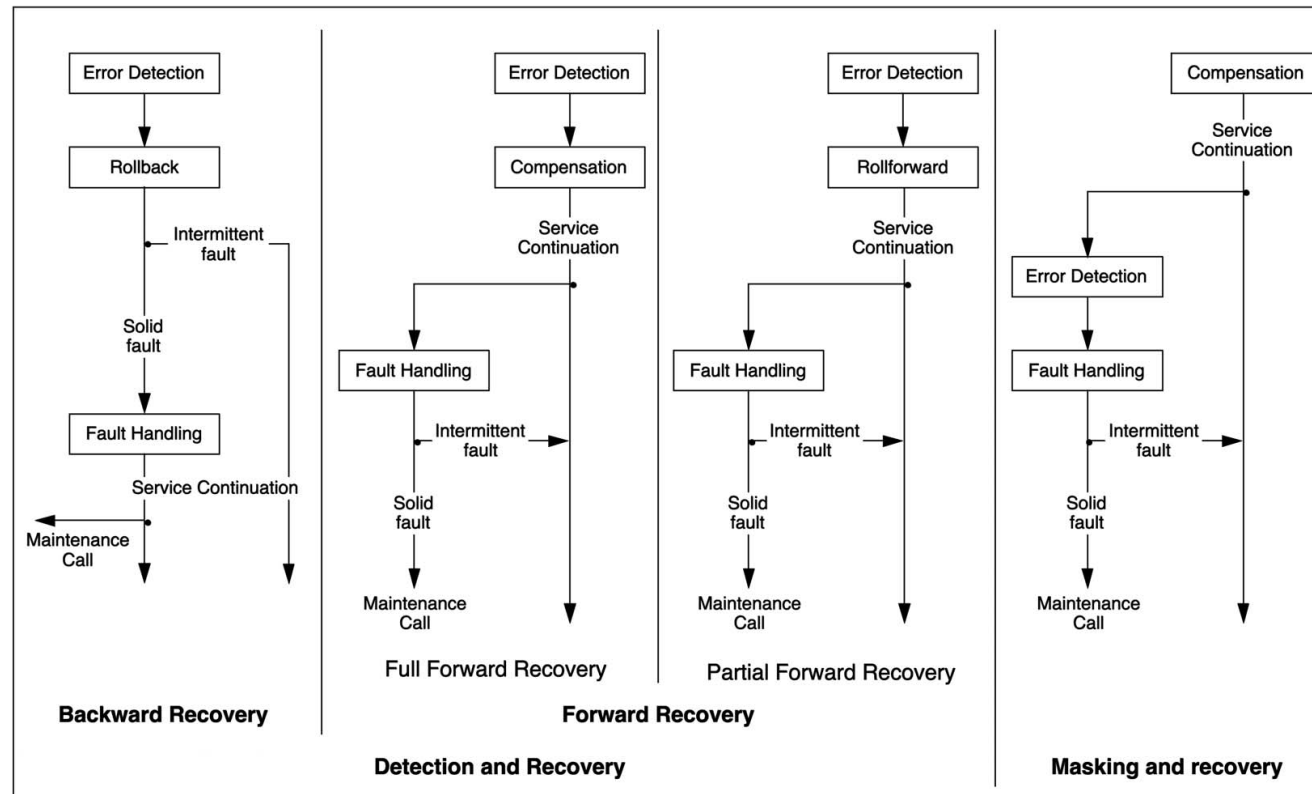 Error Detection
Rollback
Intermittent
fault
Solid
fault
Fault Handling
Service Continuation
Maintenance
Call
Backward Recovery
Error Detection
Compensation
Service
Continuation
Fault Handling
Intermittent
fault
Solid
fault
Maintenance
Call
Full Forward Recovery
Error Detection
Rollforward
Service
Continuation
Fault Handling
Intermittent
fault
Solid
fault
Maintenance
Call
Partial Forward Recovery
Forward Recovery
Detection and Recovery
Compensation
Service
Continuation
Error Detection
Fault Handling
Intermittent
fault
Solid
fault
Maintenance
Call
Masking and recovery